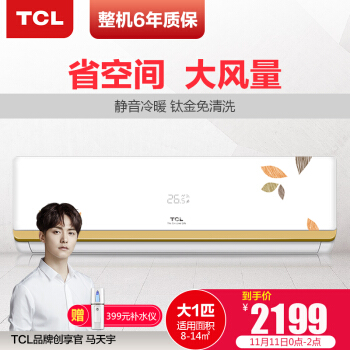 TCL
整机6年质保
省空间 大风量
静音冷暖 钛金免清洗
26
TCL
赠
399元补水仪
TCL品牌创享官 马天宇
大1匹
适用面积
8-14㎡
¥2199
11月11日0点-2点